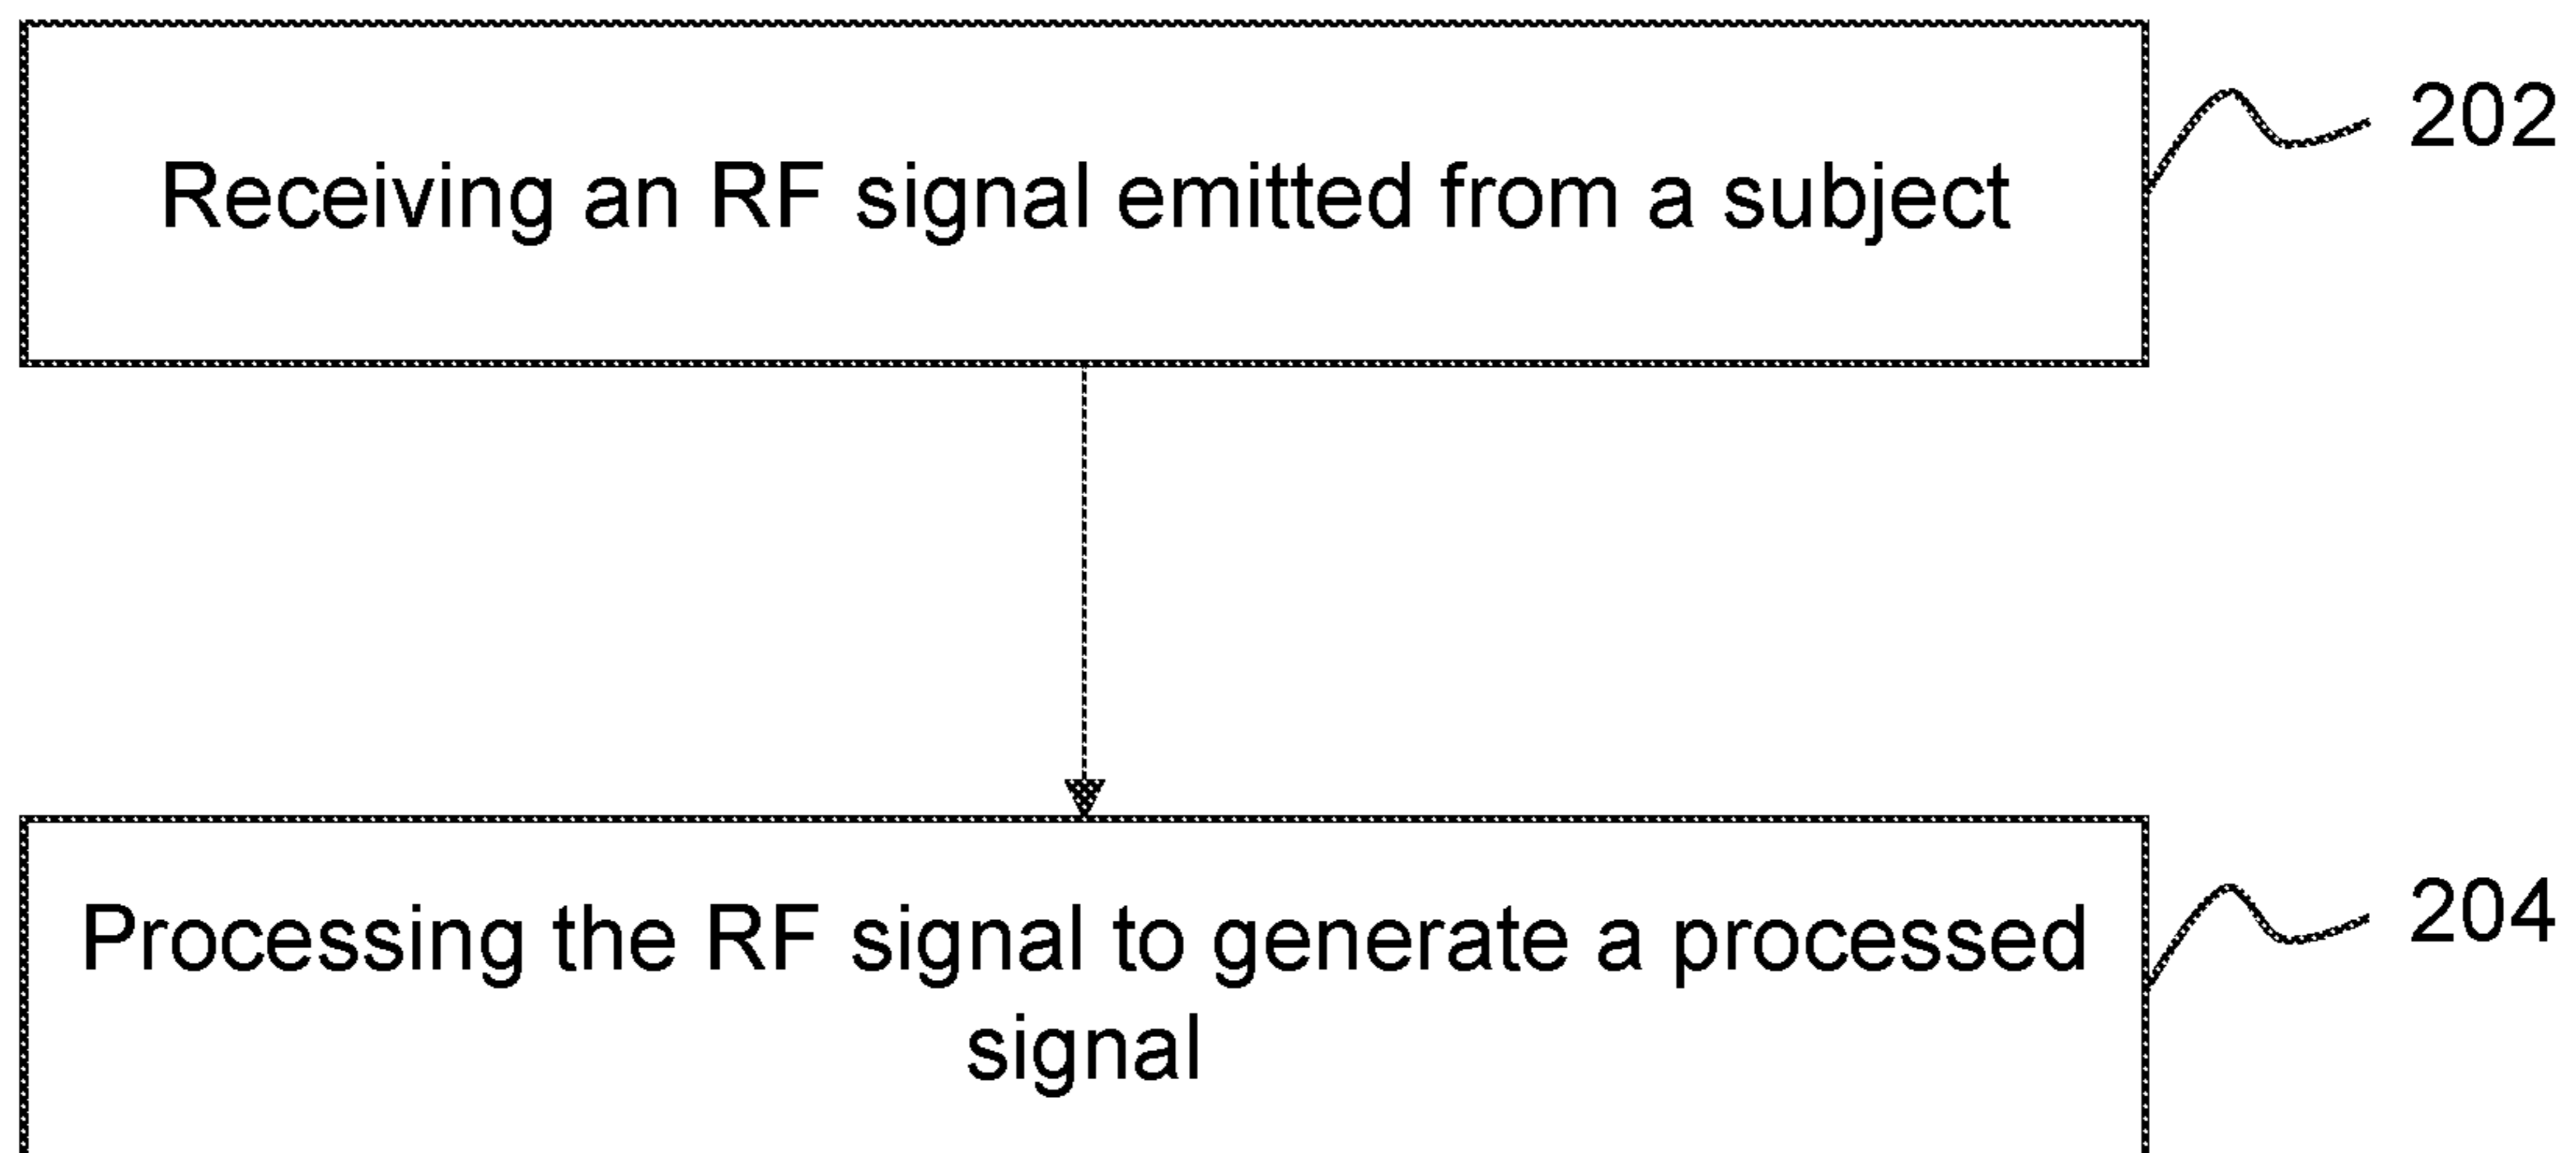 Receiving an RF signal emitted from a subject
202
Processing the RF signal to generate a processed
signal
204